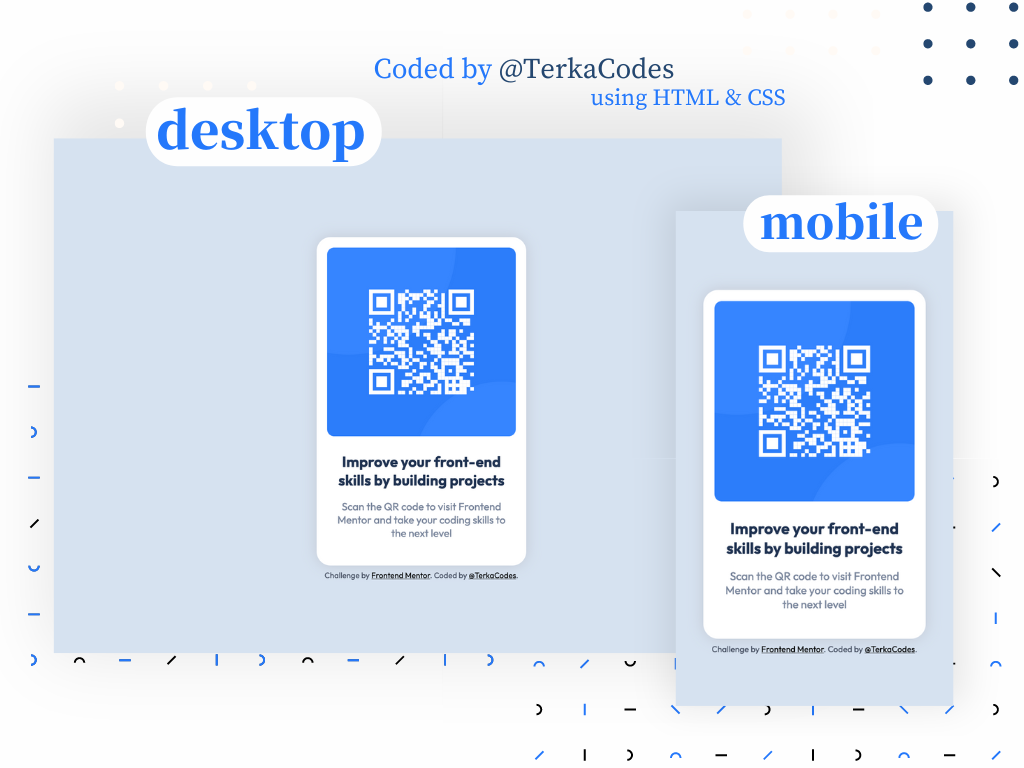 Coded by @TerkaCodes
using HTML & CSS
desktop
Improve your front-end
skills by building projects
Scan the QR code to visit Frontend
Mentor and take your coding skills to
the next level
Challenge by Frontend Mentor. Coded by @TerkaCodes.
mobile
Improve your front-end
skills by building projects
Scan the QR code to visit Frontend
Mentor and take your coding skills to
the next level
Challenge by Frontend Mentor. Coded by @TerkaCodes.